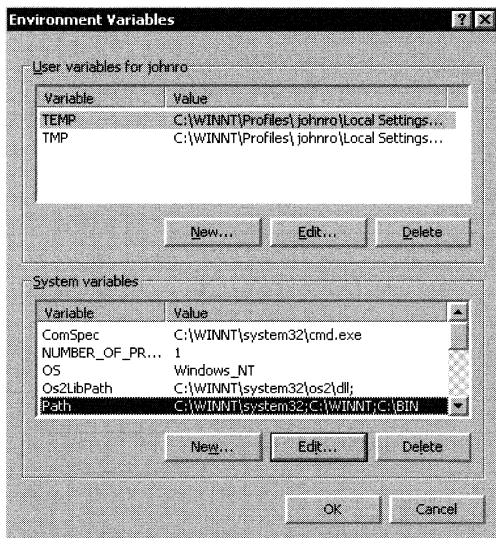 Environment Variables
User variables for johnro
Variable Value
TEMP C:\WINNT\Profiles\johnro\Local Settings...
TMP C:\WINNT\Profiles\johnro\Local Settings...
New... Edit... Delete
System variables
Variable Value
ComSpec C:\WINNT\system32\cmd.exe
NUMBER_OF_PR... 1
OS Windows_NT
Os2LibPath C:\WINNT\system32\os2\dll;
Path C:\WINNT\system32;C:\WINNT;C:\BIN
New... Edit... Delete
OK Cancel